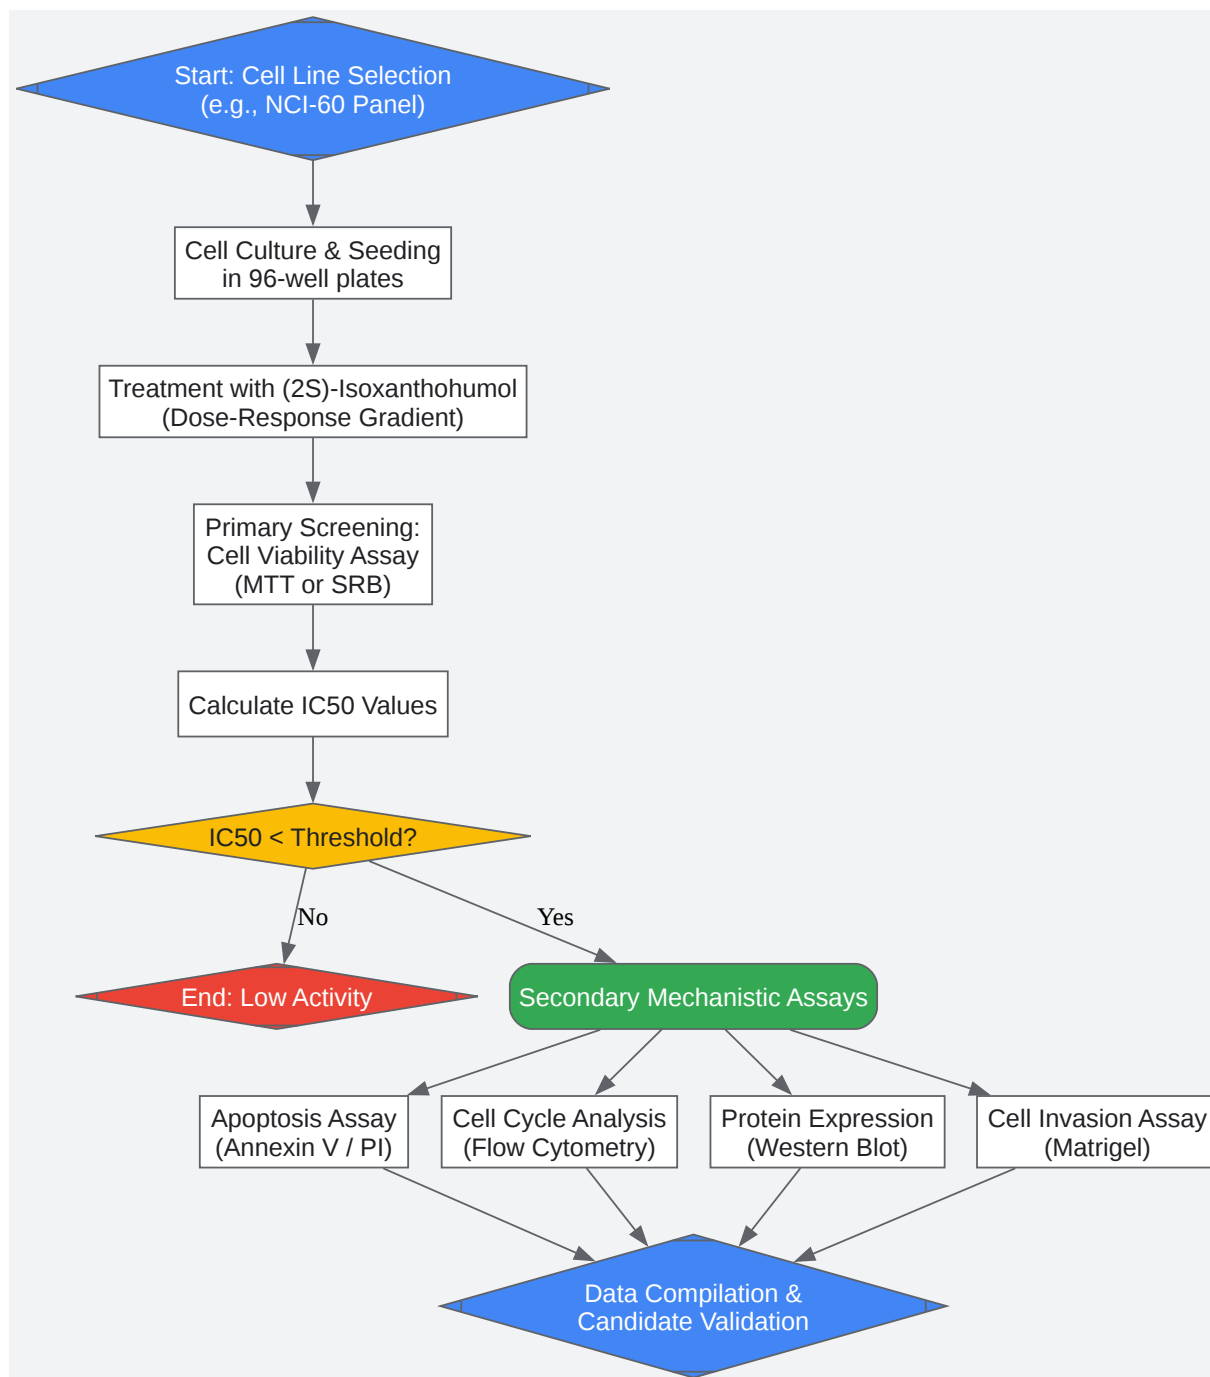 Start: Cell Line Selection
(e.g., NCI-60 Panel)
Cell Culture & Seeding
in 96-well plates
Treatment with (2S)-Isoxanthohumol
(Dose-Response Gradient)
Primary Screening:
Cell Viability Assay
(MTT or SRB)
Calculate IC50 Values
IC50 < Threshold?
No
Yes
End: Low Activity
Secondary Mechanistic Assays
Apoptosis Assay
(Annexin V / PI)
Cell Cycle Analysis
(Flow Cytometry)
Protein Expression
(Western Blot)
Cell Invasion Assay
(Matrigel)
Data Compilation &
Candidate Validation